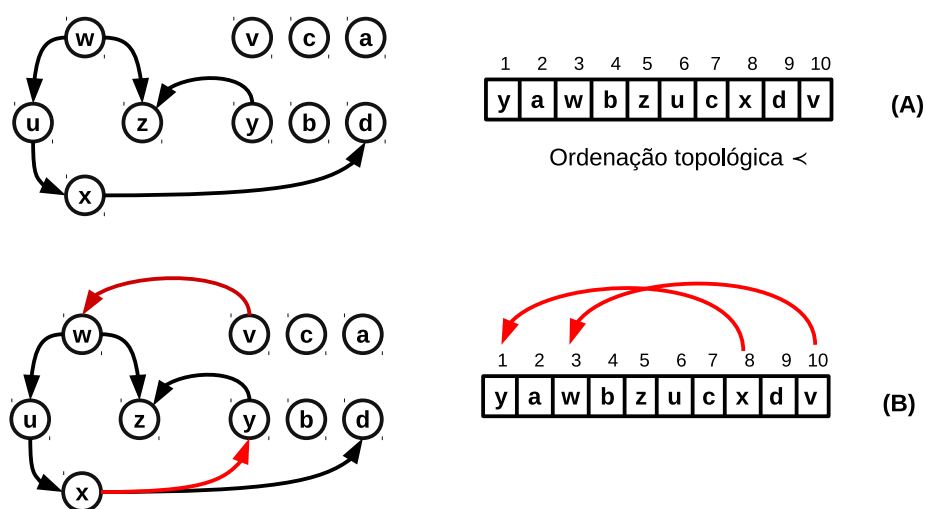 w v c a
u z y b d
x
1 2 3 4 5 6 7 8 9 10
y a w b z u c x d v
(A)
Ordenação topológica ≺
w v c a
u z y b d
x
1 2 3 4 5 6 7 8 9 10
y a w b z u c x d v
(B)